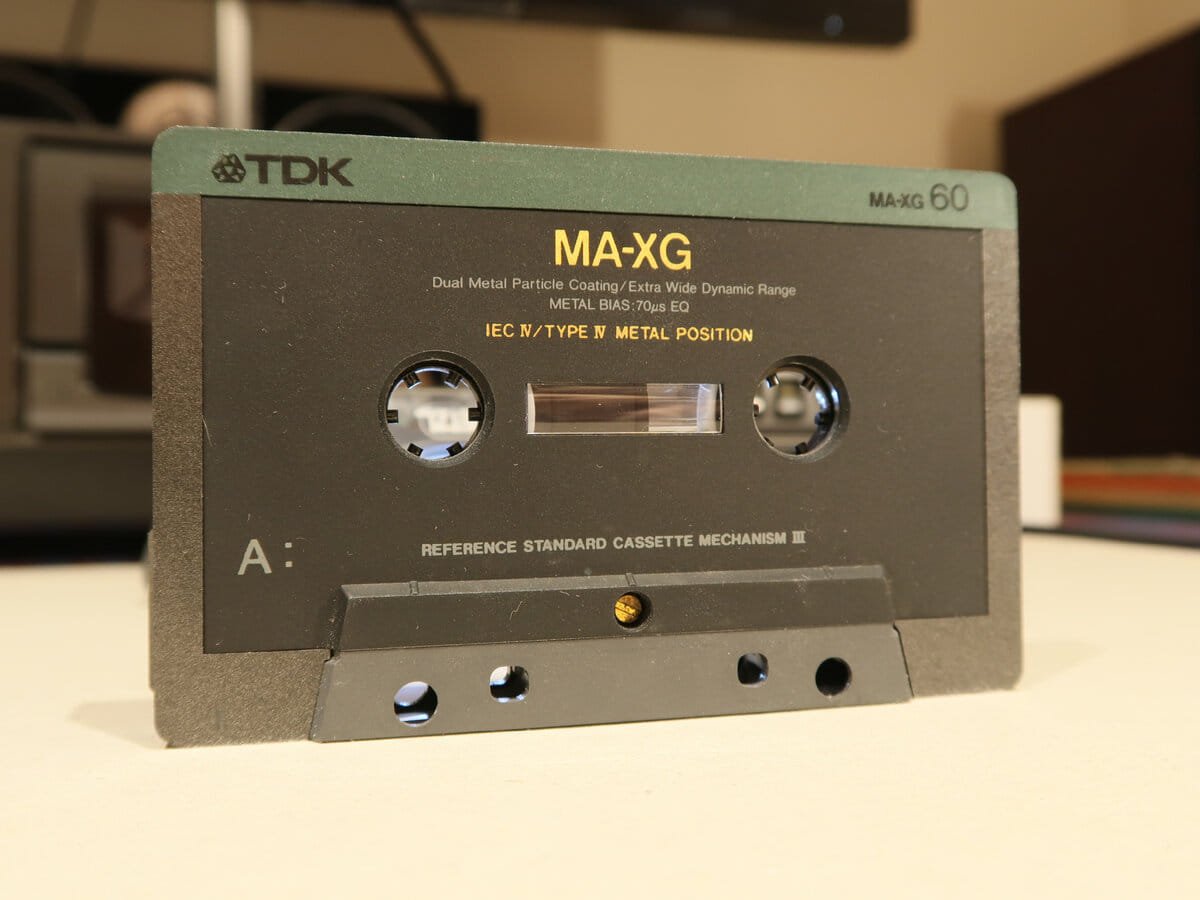 TDK
MA-XG 60
MA-XG
Dual Metal Particle Coating/Extra Wide Dynamic Range
METAL BIAS:70µs EQ
IEC Ⅳ/TYPE Ⅳ METAL POSITION
A:
REFERENCE STANDARD CASSETTE MECHANISM Ⅲ